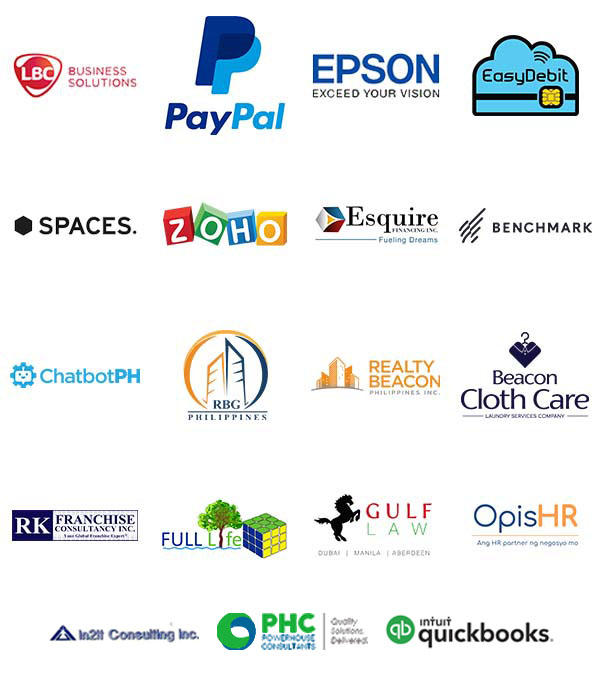 LBC BUSINESS
SOLUTIONS
PayPal
EPSON
EXCEED YOUR VISION
EasyDebit
SPACES.
ZOHO
Esquire
FINANCING INC.
Fueling Dreams
BENCHMARK
ChatbotPH
RBG
PHILIPPINES
REALTY
BEACON
PHILIPPINES INC.
Beacon
Cloth Care
LAUNDRY SERVICES COMPANY
RK FRANCHISE
CONSULTANCY INC.
Your Global Franchise Expert
FULL Life
GULF
LAW
DUBAI | MANILA | ABERDEEN
OpisHR
Ang HR partner ng negosyo mo
In2it Consulting Inc.
PHC
POWERHOUSE
CONSULTANTS
Quality
Solutions.
Delivered.
qb intuit
quickbooks.